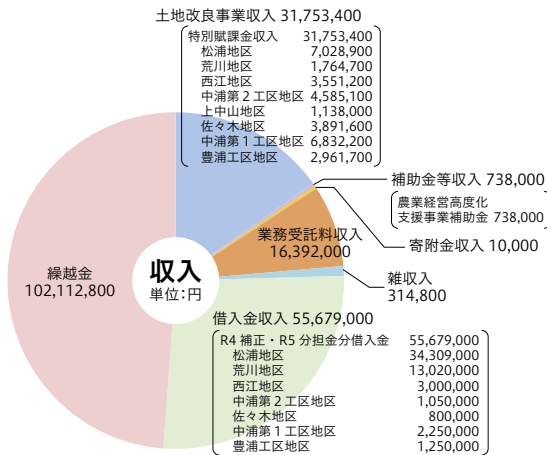 土地改良事業収入 31,753,400
特別賦課金収入 31,753,400
松浦地区 7,028,900
荒川地区 1,764,700
西江地区 3,551,200
中浦第2工区地区 4,585,100
上中山地区 1,138,000
佐々木地区 3,891,600
中浦第1工区地区 6,832,200
豊浦工区地区 2,961,700
補助金等収入 738,000
農業経営高度化
支援事業補助金 738,000
寄附金収入 10,000
業務受託料収入
16,392,000
雑収入
314,800
繰越金
102,112,800
収入
単位:円
借入金収入 55,679,000
R4補正・R5分担金分借入金 55,679,000
松浦地区 34,309,000
荒川地区 13,020,000
西江地区 3,000,000
中浦第2工区地区 1,050,000
佐々木地区 800,000
中浦第1工区地区 2,250,000
豊浦工区地区 1,250,000